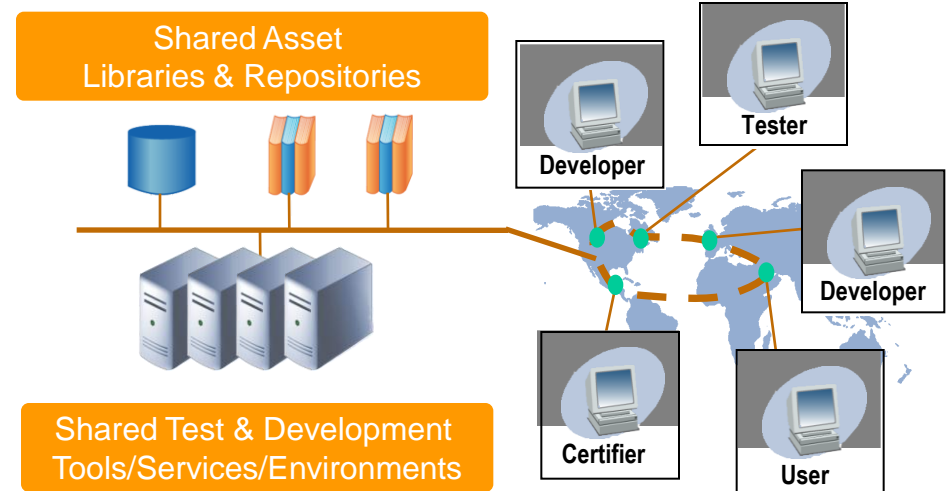 Shared Asset
Libraries & Repositories
Tester
Developer
Developer
Certifier
User
Shared Test & Development
Tools/Services/Environments